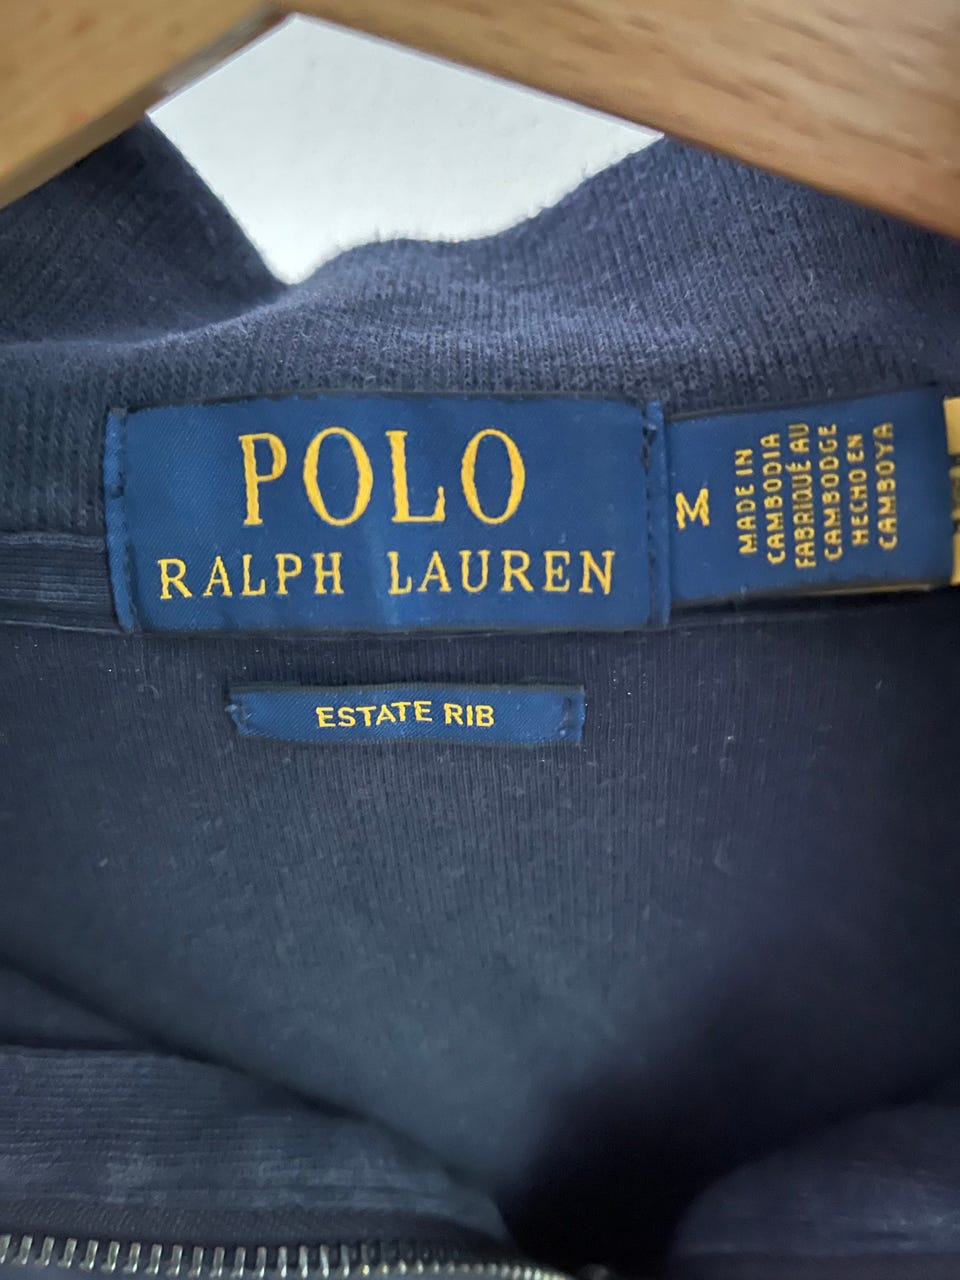 POLO
RALPH LAUREN
M
MADE IN
CAMBODIA
FABRIQUÉ AU
CAMBODGE
HECHO EN
CAMBOYA
ESTATE RIB